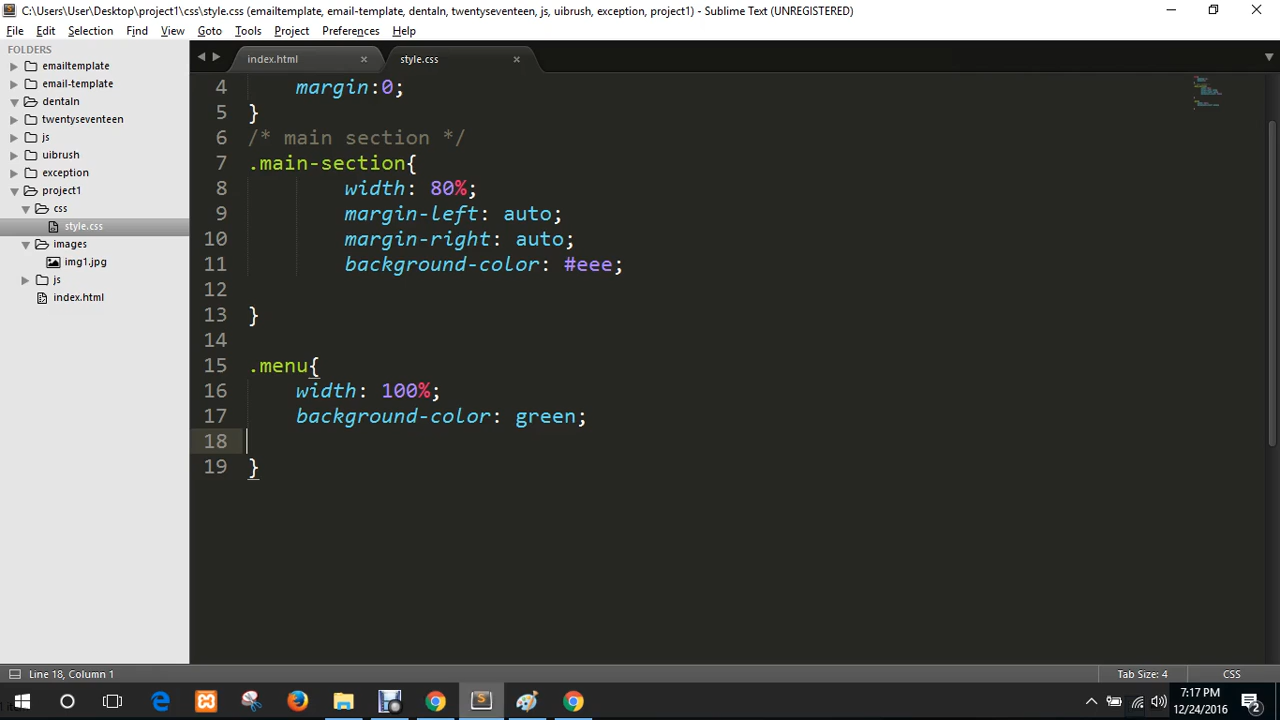 C:\Users\User\Desktop\project1\css\style.css (emailtemplate, email-template, dentaln, twentyseventeen, js, uibrush, exception, project1) - Sublime Text (UNREGISTERED)
File Edit Selection Find View Goto Tools Project Preferences Help
FOLDERS
emailtemplate
email-template
dentaln
twentyseventeen
js
uibrush
exception
project1
css
style.css
images
img1.jpg
js
index.html
index.html × style.css ×
4 margin:0;
5 }
6 /* main section */
7 .main-section{
8 width: 80%;
9 margin-left: auto;
10 margin-right: auto;
11 background-color: #eee;
12
13 }
14
15 .menu{
16 width: 100%;
17 background-color: green;
18
19 }
Line 18, Column 1 Tab Size: 4 CSS
7:17 PM
12/24/2016
2